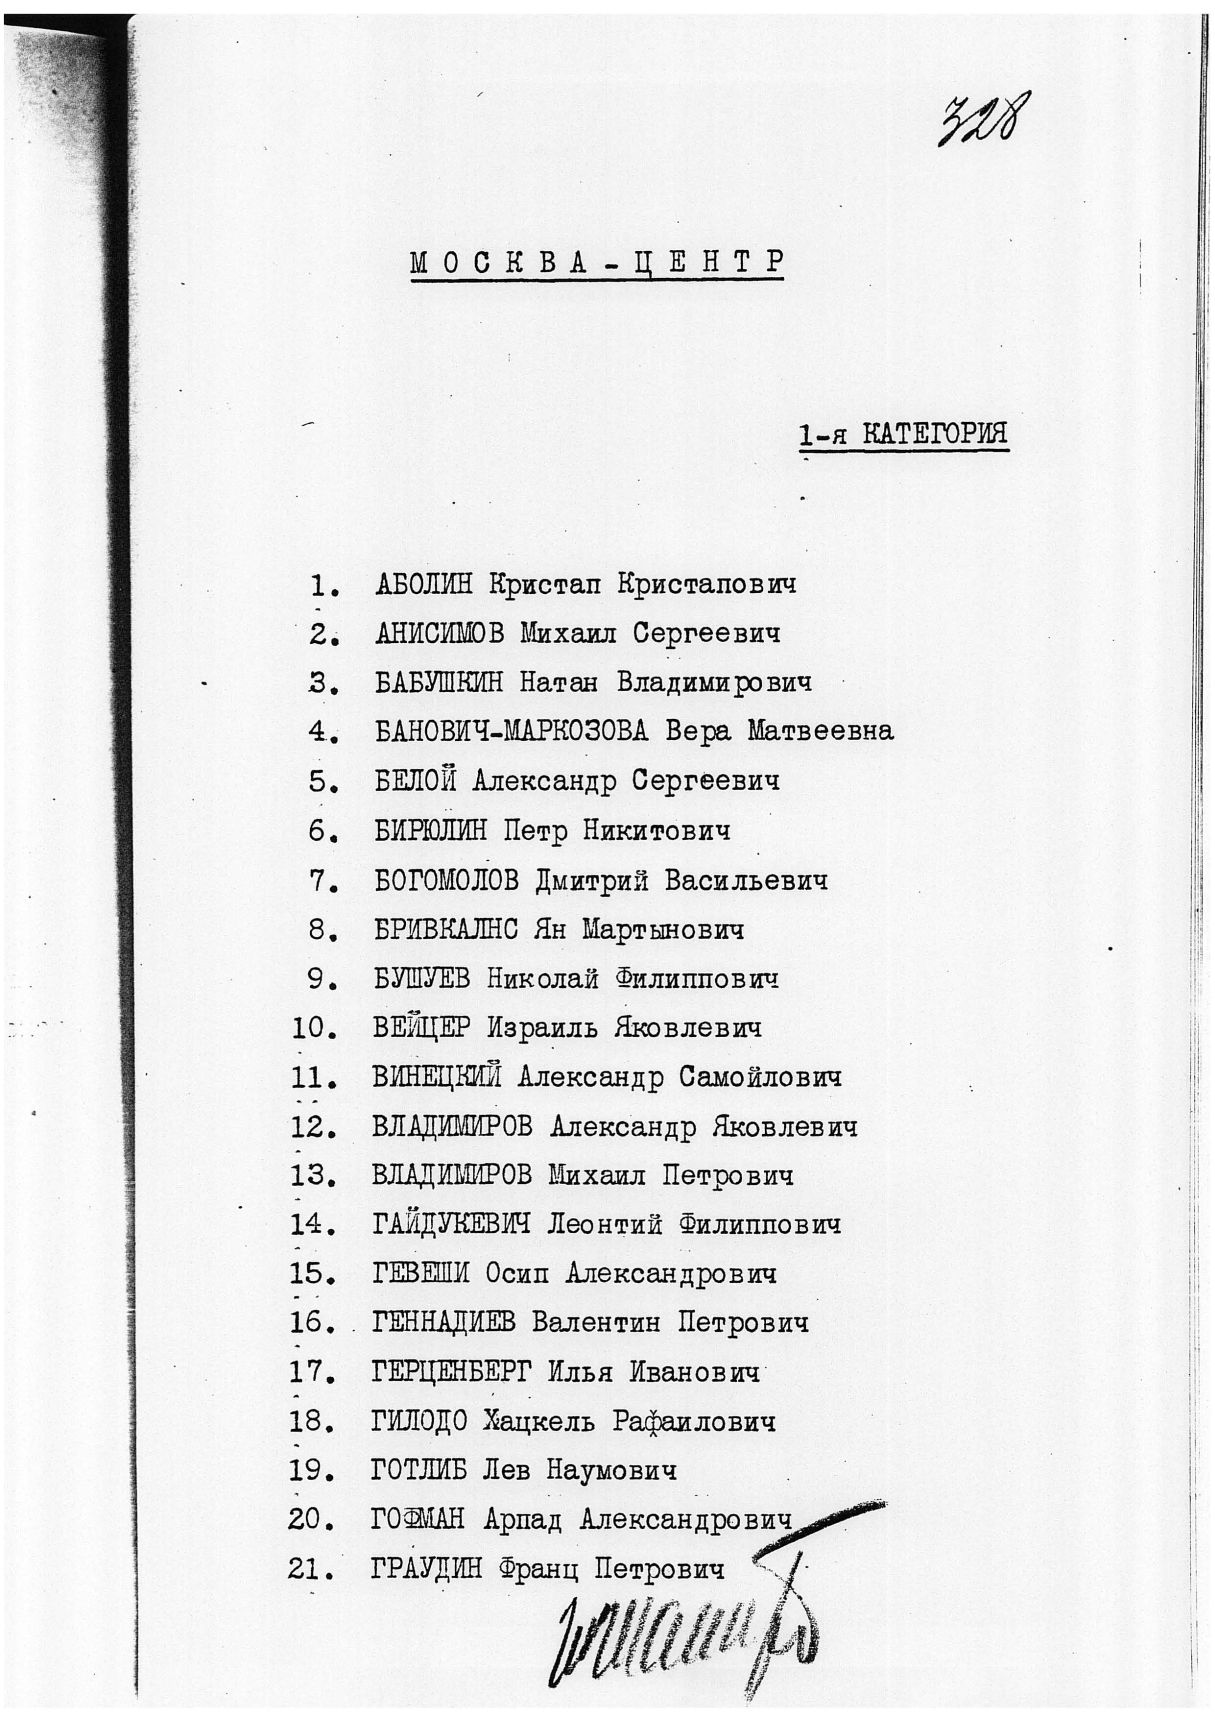 328
МОСКВА-ЦЕНТР
1-я КАТЕГОРИЯ
1. АБОЛИН Кристап Кристапович
2. АНИСИМОВ Михаил Сергеевич
3. БАБУШКИН Натан Владимирович
4. БАНОВИЧ-МАРКОЗОВА Вера Матвеевна
5. БЕЛОЙ Александр Сергеевич
6. БИРЮЛИН Петр Никитович
7. БОГОМОЛОВ Дмитрий Васильевич
8. БРИВКАЛНС Ян Мартынович
9. БУШУЕВ Николай Филиппович
10. ВЕЙЦЕР Израиль Яковлевич
11. ВИНЕЦКИЙ Александр Самойлович
12. ВЛАДИМИРОВ Александр Яковлевич
13. ВЛАДИМИРОВ Михаил Петрович
14. ГАЙДУКЕВИЧ Леонтий Филиппович
15. ГЕВЕШИ Осип Александрович
16. ГЕННАДИЕВ Валентин Петрович
17. ГЕРЦЕНБЕРГ Илья Иванович
18. ГИЛОДО Хацкель Рафаилович
19. ГОТЛИБ Лев Наумович
20. ГОФМАН Арпад Александрович
21. ГРАУДИН Франц Петрович